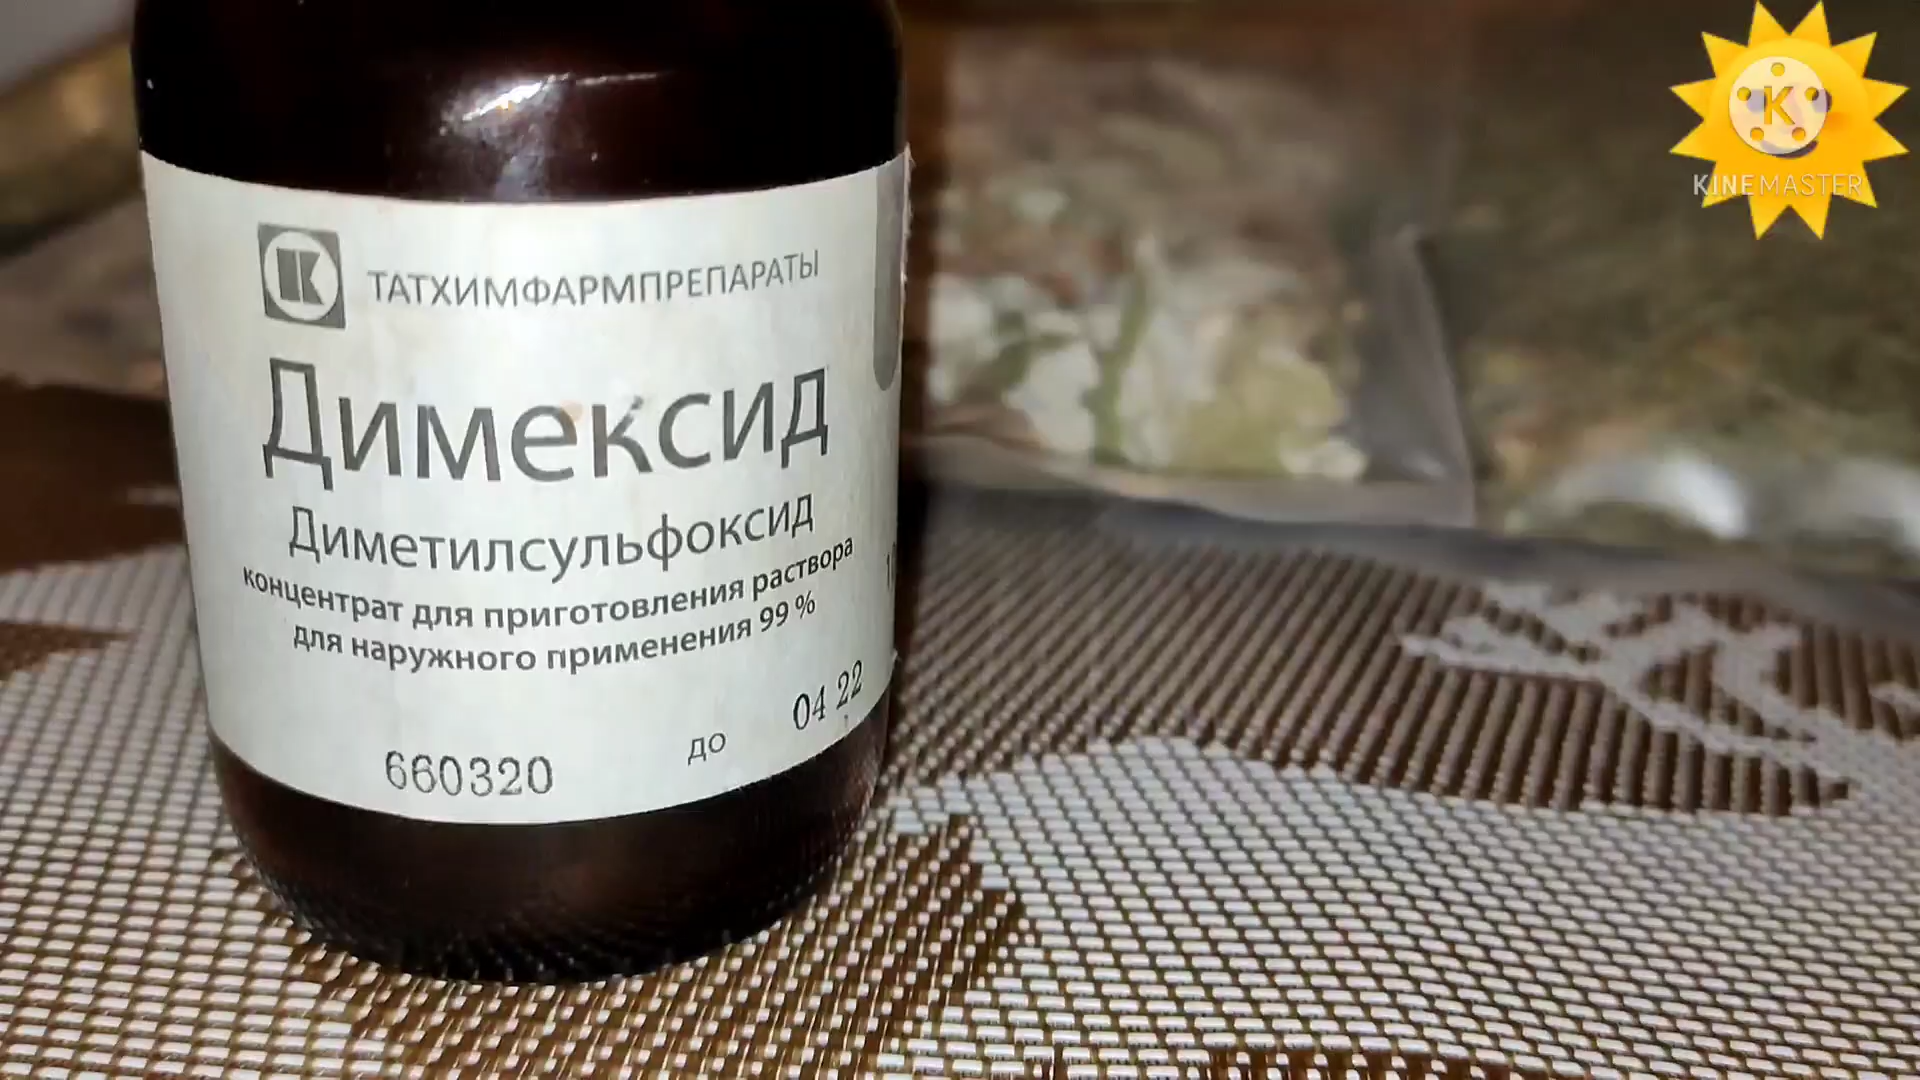 ТАТХИМФАРМПРЕПАРАТЫ
Димексид
Диметилсульфоксид
концентрат для приготовления раствора
для наружного применения 99 %
660320 до 04 22
K
KINEMASTER